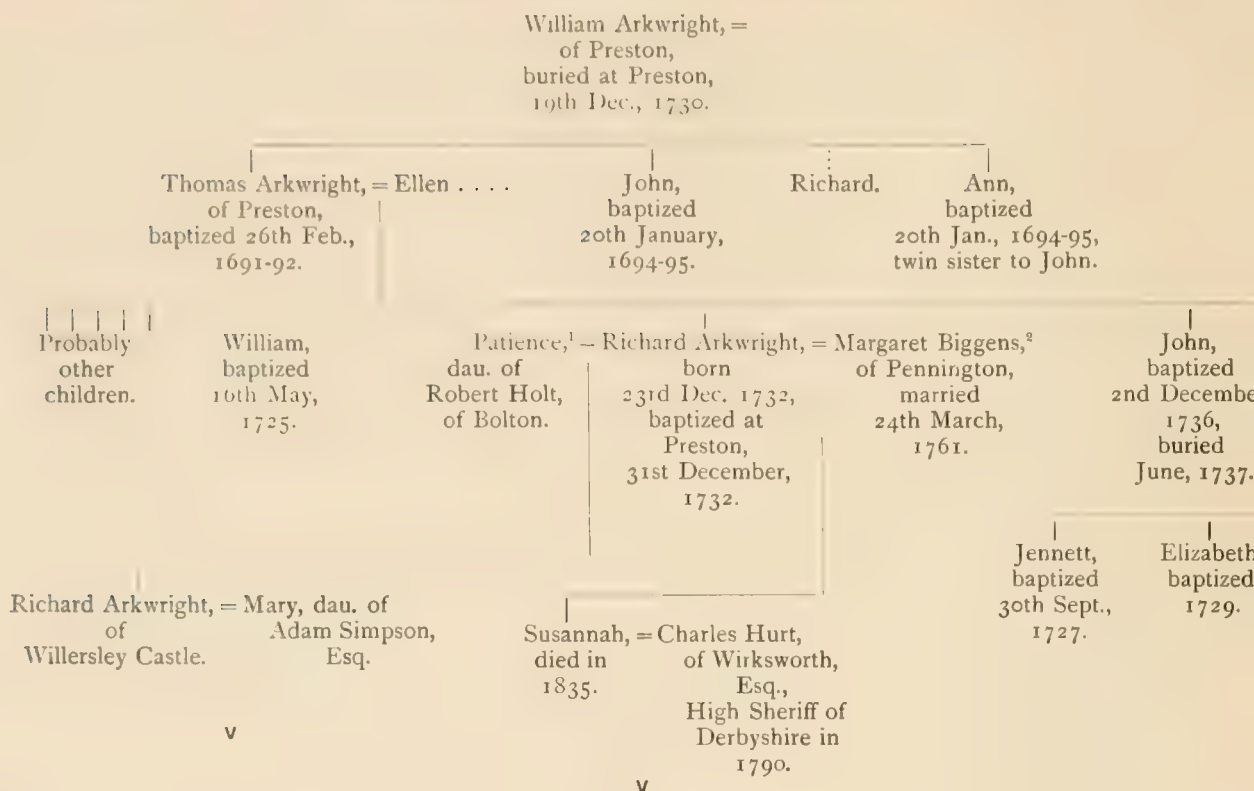 William Arkwright, =
of Preston,
buried at Preston,
19th Dec., 1730.
Thomas Arkwright, = Ellen . . . .
of Preston,
baptized 26th Feb.,
1691-92.
John,
baptized
20th January,
1694-95.
Richard.
Ann,
baptized
20th Jan., 1694-95,
twin sister to John.
Probably
other
children.
William,
baptized
16th May,
1725.
Patience,¹ = Richard Arkwright, = Margaret Biggens,²
dau. of
Robert Holt,
of Bolton.
born
23rd Dec. 1732,
baptized at
Preston,
31st December,
1732.
of Pennington,
married
24th March,
1761.
John,
baptized
2nd Decembe
1736,
buried
June, 1737.
Jennett,
baptized
30th Sept.,
1727.
Elizabeth
baptized
1729.
Richard Arkwright, = Mary, dau. of
of
Willersley Castle.
Adam Simpson,
Esq.
Susannah, = Charles Hurt,
died in
1835.
of Wirksworth,
Esq.,
High Sheriff of
Derbyshire in
1790.
v
v